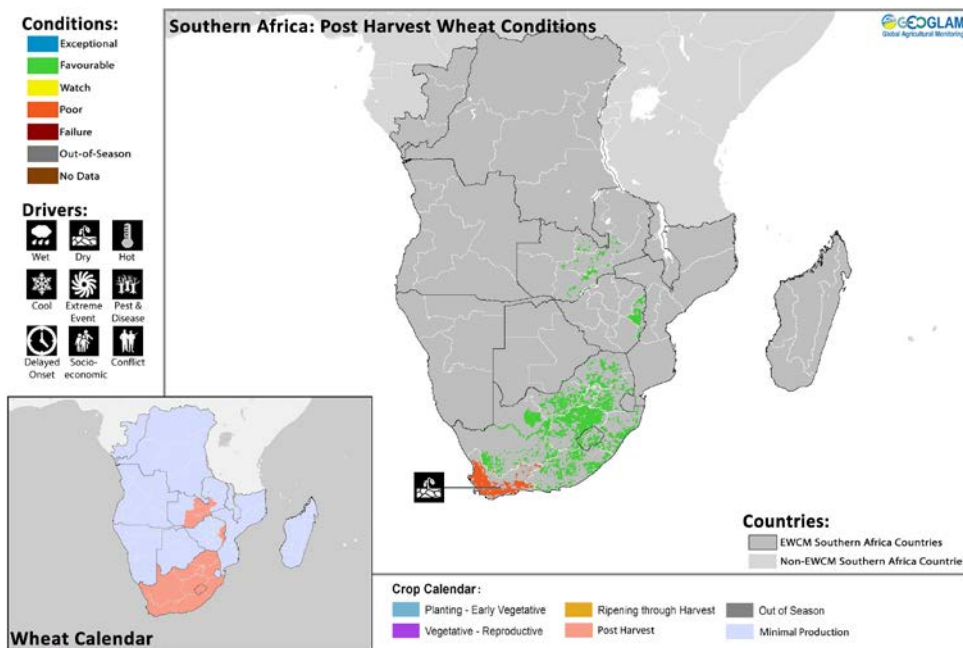 Southern Africa: Post Harvest Wheat Conditions
GEOGLAM
Global Agricultural Monitoring
Conditions:
Exceptional
Favourable
Watch
Poor
Failure
Out-of-Season
No Data
Drivers:
Wet
Dry
Hot
Cool
Extreme
Event
Pest &
Disease
Delayed
Onset
Socio-
economic
Conflict
Wheat Calendar
Countries:
EWCM Southern Africa Countries
Non-EWCM Southern Africa Countries
Crop Calendar:
Planting - Early Vegetative
Vegetative - Reproductive
Ripening through Harvest
Post Harvest
Out of Season
Minimal Production